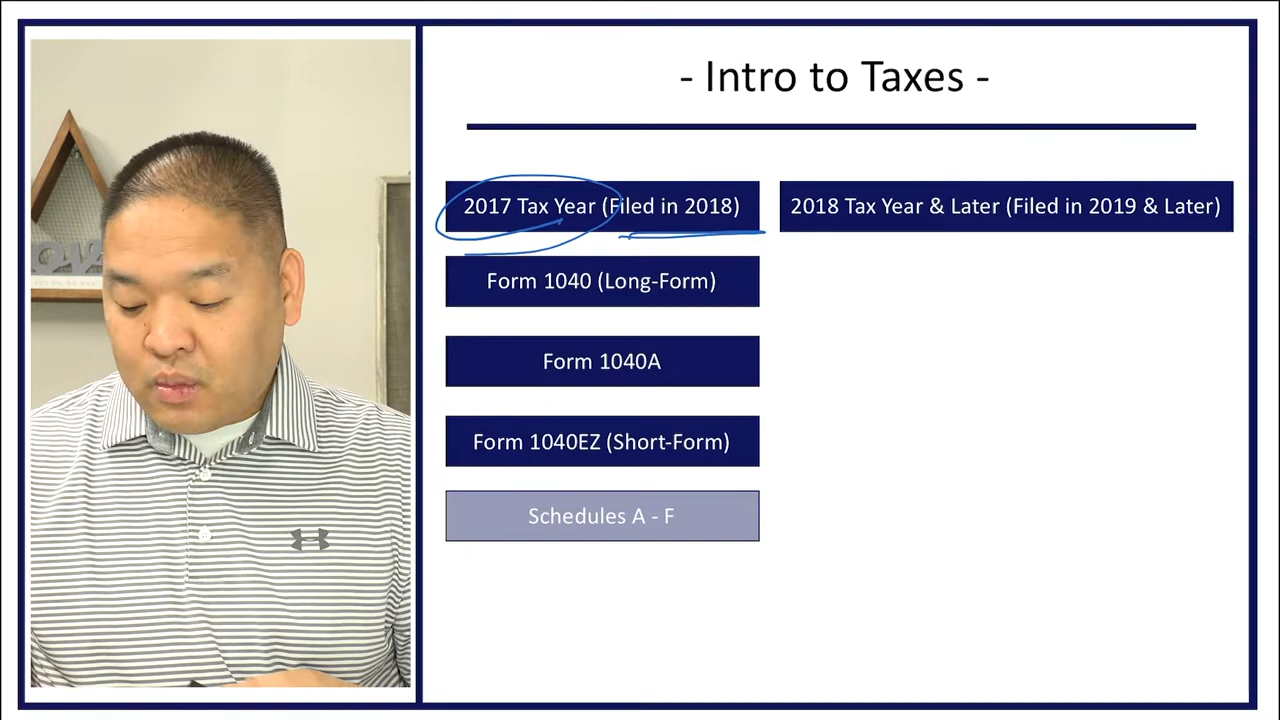 - Intro to Taxes -
2017 Tax Year (Filed in 2018)
2018 Tax Year & Later (Filed in 2019 & Later)
Form 1040 (Long-Form)
Form 1040A
Form 1040EZ (Short-Form)
Schedules A - F